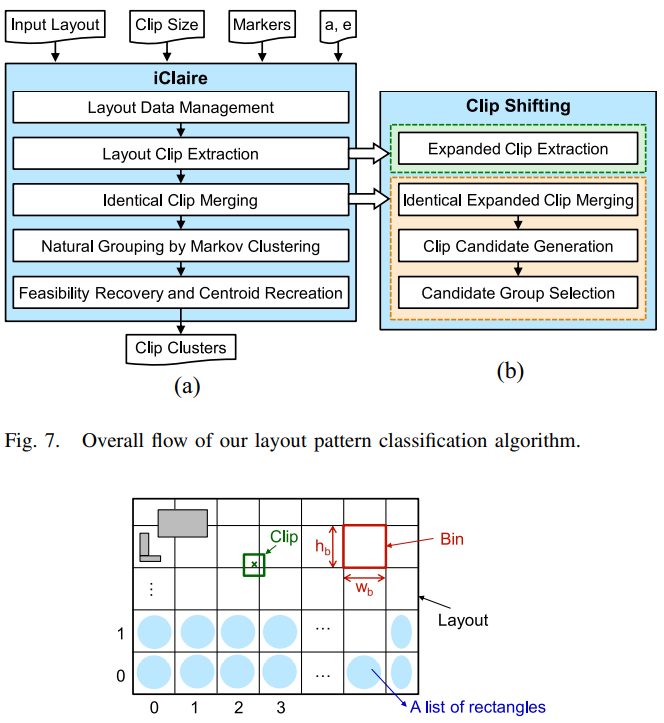 Input Layout
Clip Size
Markers
a, e
iClaire
Layout Data Management
Layout Clip Extraction
Identical Clip Merging
Natural Grouping by Markov Clustering
Feasibility Recovery and Centroid Recreation
Clip Clusters
(a)
Clip Shifting
Expanded Clip Extraction
Identical Expanded Clip Merging
Clip Candidate Generation
Candidate Group Selection
(b)
Fig. 7. Overall flow of our layout pattern classification algorithm.
Clip
h_b
w_b
Bin
Layout
⋮
1
...
0
...
0 1 2 3
A list of rectangles